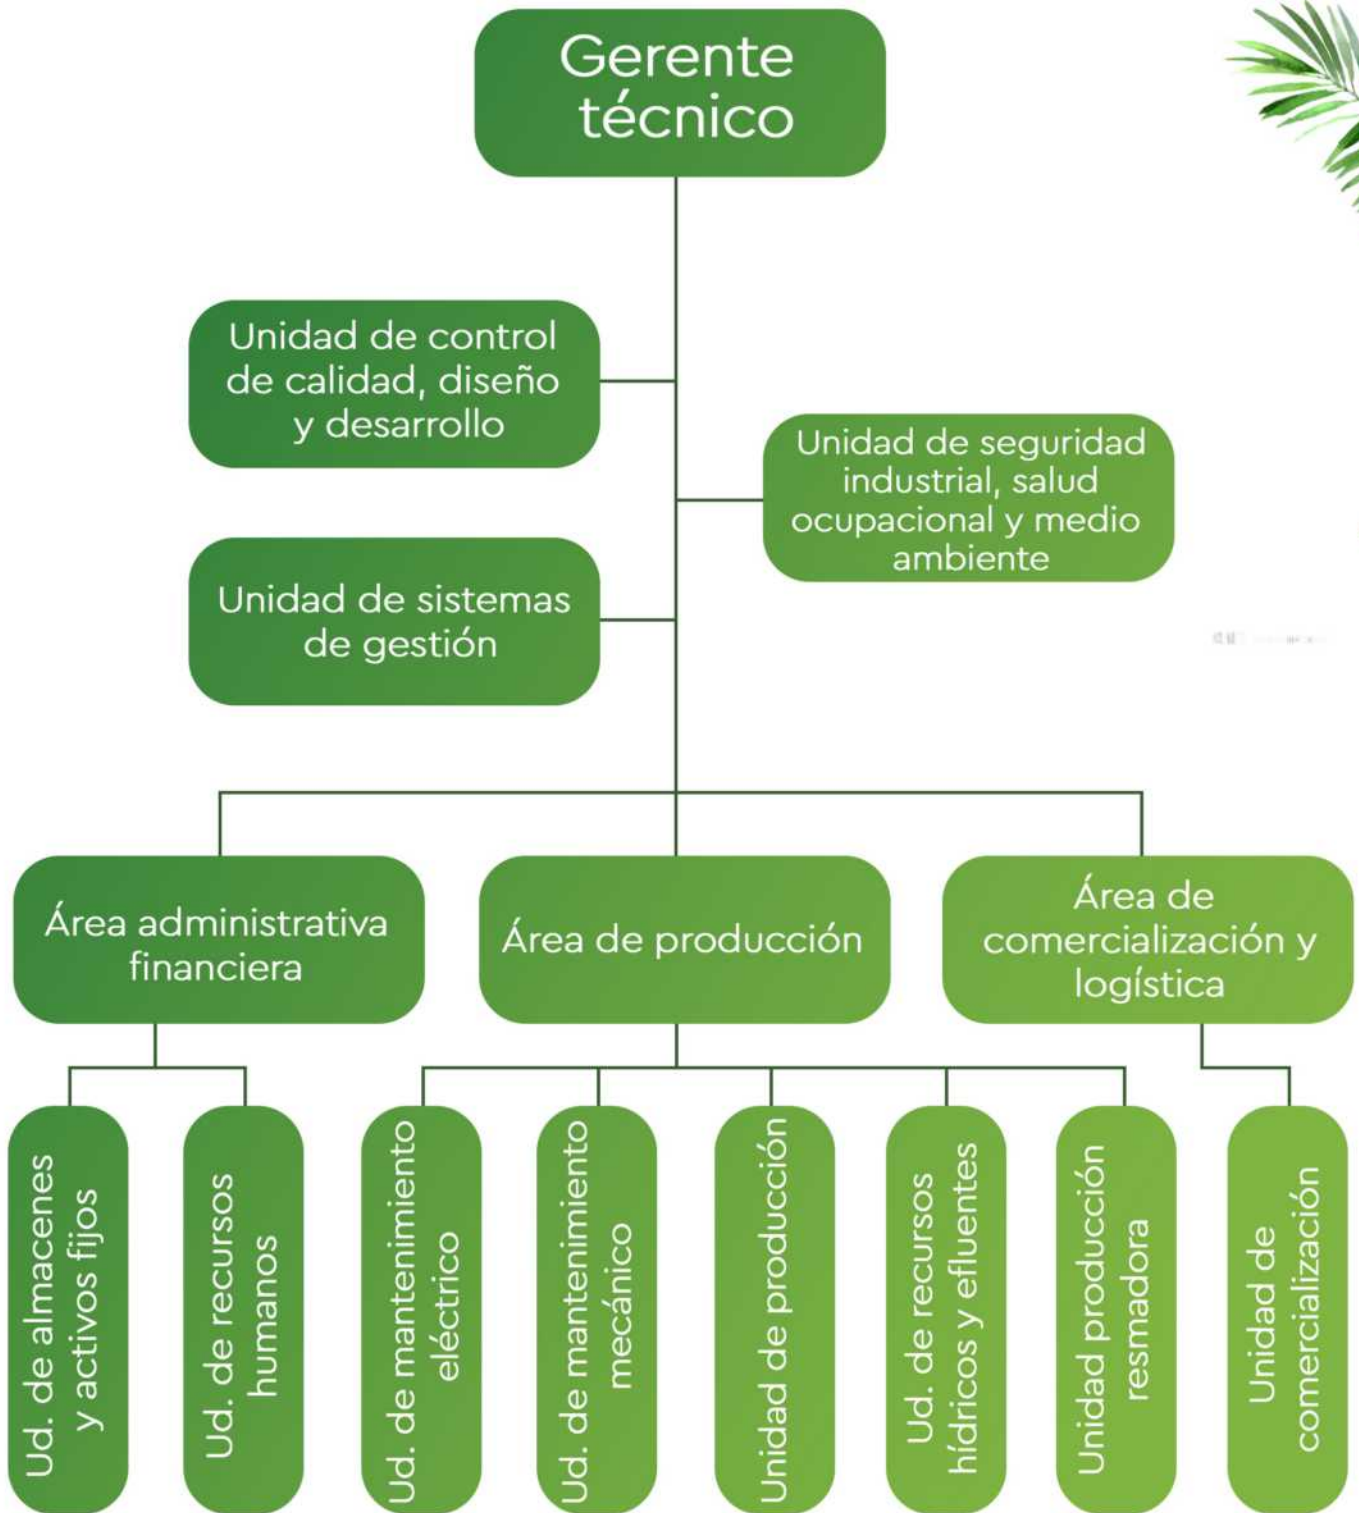 Gerente
técnico
Unidad de control
de calidad, diseño
y desarrollo
Unidad de seguridad
industrial, salud
ocupacional y medio
ambiente
Unidad de sistemas
de gestión
Área administrativa
financiera
Área de producción
Área de
comercialización y
logística
Ud. de almacenes
y activos fijos
Ud. de recursos
humanos
Ud. de mantenimiento
eléctrico
Ud. de mantenimiento
mecánico
Unidad de producción
Ud. de recursos
hídricos y efluentes
Unidad producción
resmadora
Unidad de
comercialización